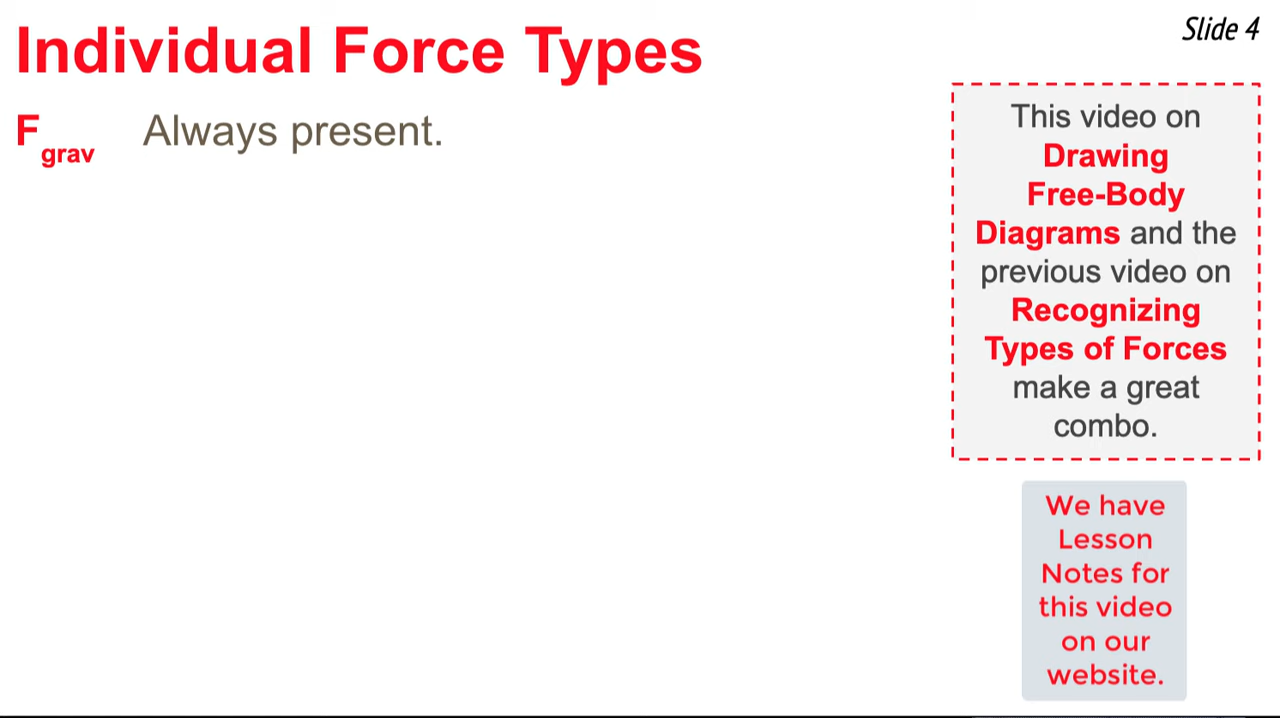 Individual Force Types
Slide 4
F grav Always present.
This video on
Drawing
Free-Body
Diagrams and the
previous video on
Recognizing
Types of Forces
make a great
combo.
We have
Lesson
Notes for
this video
on our
website.